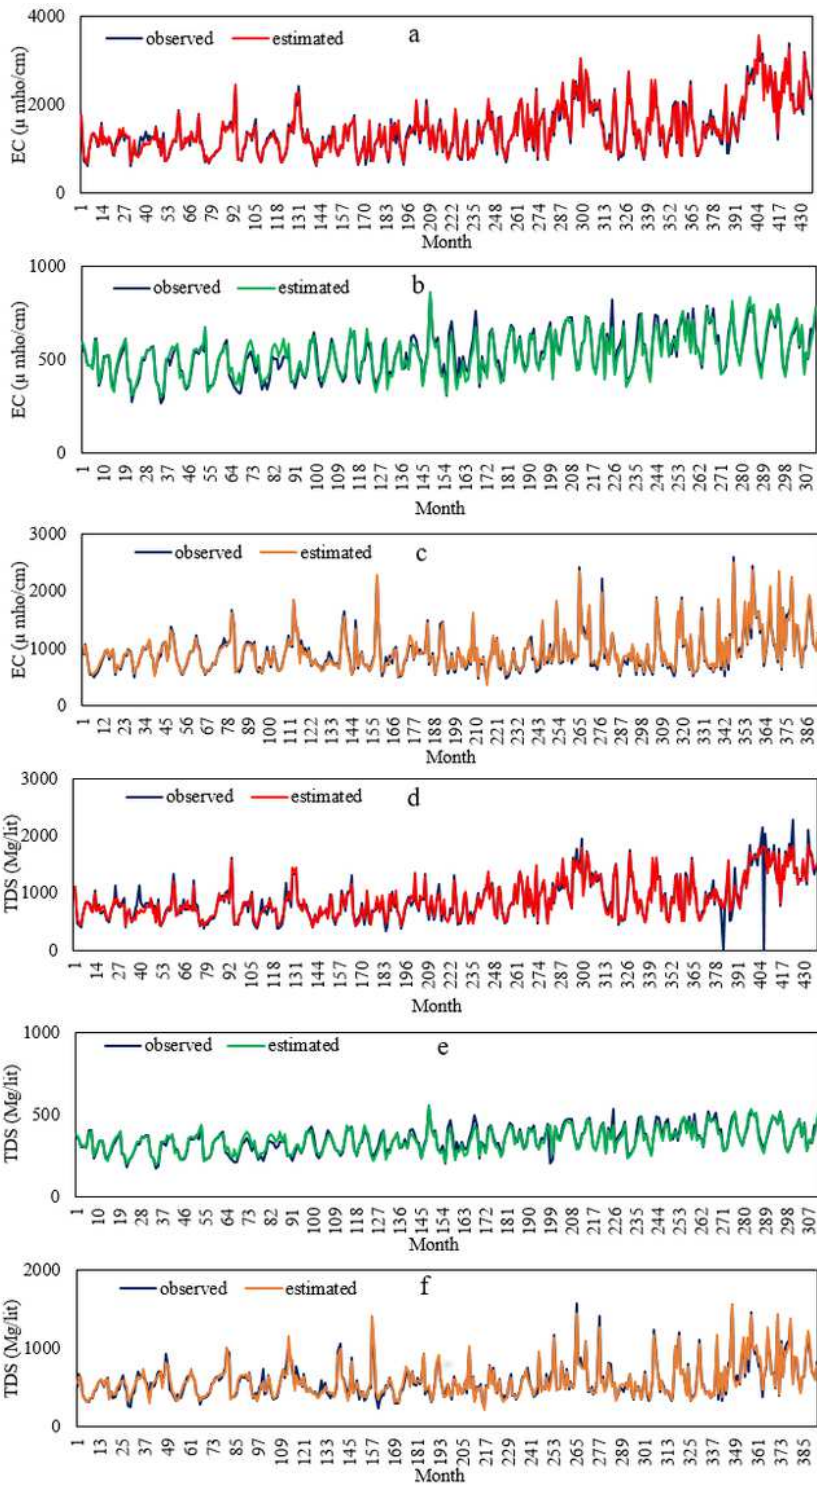 4000
observed estimated a
EC (µ mho/cm)
2000
0
1 14 27 40 53 66 79 92 105 118 131 144 157 170 183 196 209 222 235 248 261 274 287 300 313 326 339 352 365 378 391 404 417 430
Month
1000
observed estimated b
EC (µ mho/cm)
500
0
1 10 19 28 37 46 55 64 73 82 91 100 109 118 127 136 145 154 163 172 181 190 199 208 217 226 235 244 253 262 271 280 289 298 307
Month
3000
observed estimated c
2000
EC (µ mho/cm)
1000
0
1 12 23 34 45 56 67 78 89 100 111 122 133 144 155 166 177 188 199 210 221 232 243 254 265 276 287 298 309 320 331 342 353 364 375 386
Month
3000
observed estimated d
2000
TDS (Mg/lit)
1000
0
1 14 27 40 53 66 79 92 105 118 131 144 157 170 183 196 209 222 235 248 261 274 287 300 313 326 339 352 365 378 391 404 417 430
Month
1000
observed estimated e
TDS (Mg/lit)
500
0
1 10 19 28 37 46 55 64 73 82 91 100 109 118 127 136 145 154 163 172 181 190 199 208 217 226 235 244 253 262 271 280 289 298 307
Month
2000
observed estimated f
TDS (Mg/lit)
1000
0
1 13 25 37 49 61 73 85 97 109 121 133 145 157 169 181 193 205 217 229 241 253 265 277 289 301 313 325 337 349 361 373 385
Month